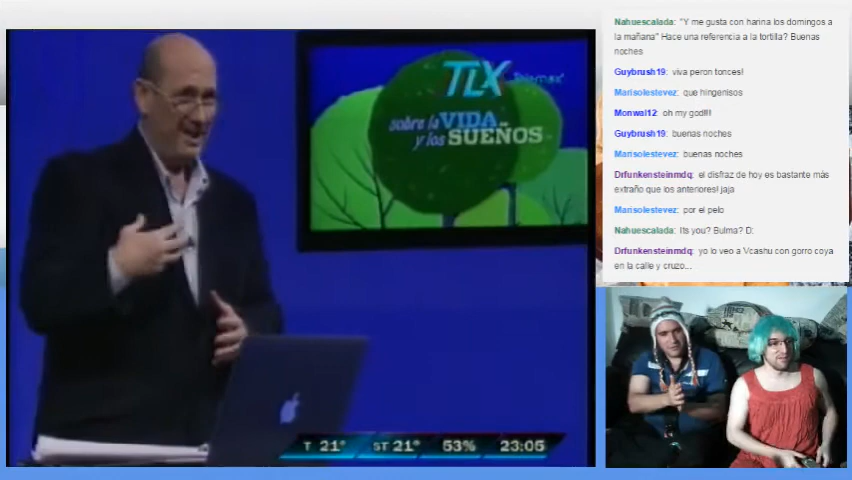 TLX Telemax
sobre la VIDA
y los SUEÑOS
T 21° ST 21° 53% 23:05
Nahuescalada: "Y me gusta con harina los domingos a
la mañana" Hace una referencia a la tortilla? Buenas
noches
Guybrush19: viva peron tonces!
Marisolestevez: que hingenisos
Monwal12: oh my god!!!
Guybrush19: buenas noches
Marisolestevez: buenas noches
Drfunkensteinmdq: el disfraz de hoy es bastante más
extraño que los anteriores! jaja
Marisolestevez: por el pelo
Nahuescalada: Its you? Bulma? D:
Drfunkensteinmdq: yo lo veo a Vcashu con gorro coya
en la calle y cruzo...